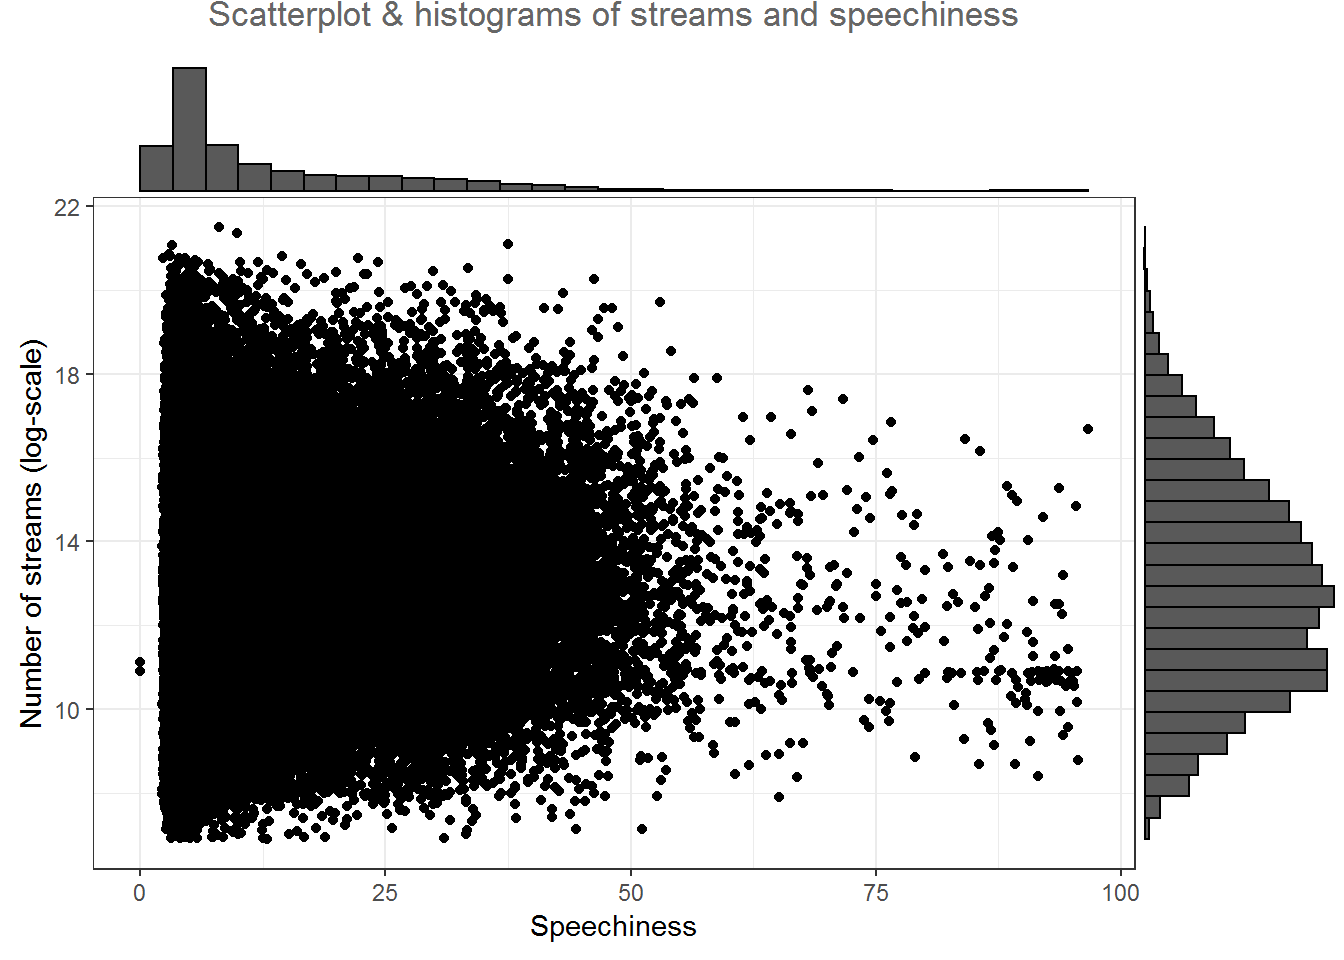 Scatterplot & histograms of streams and speechiness
22
18
14
10
Number of streams (log-scale)
0 25 50 75 100
Speechiness